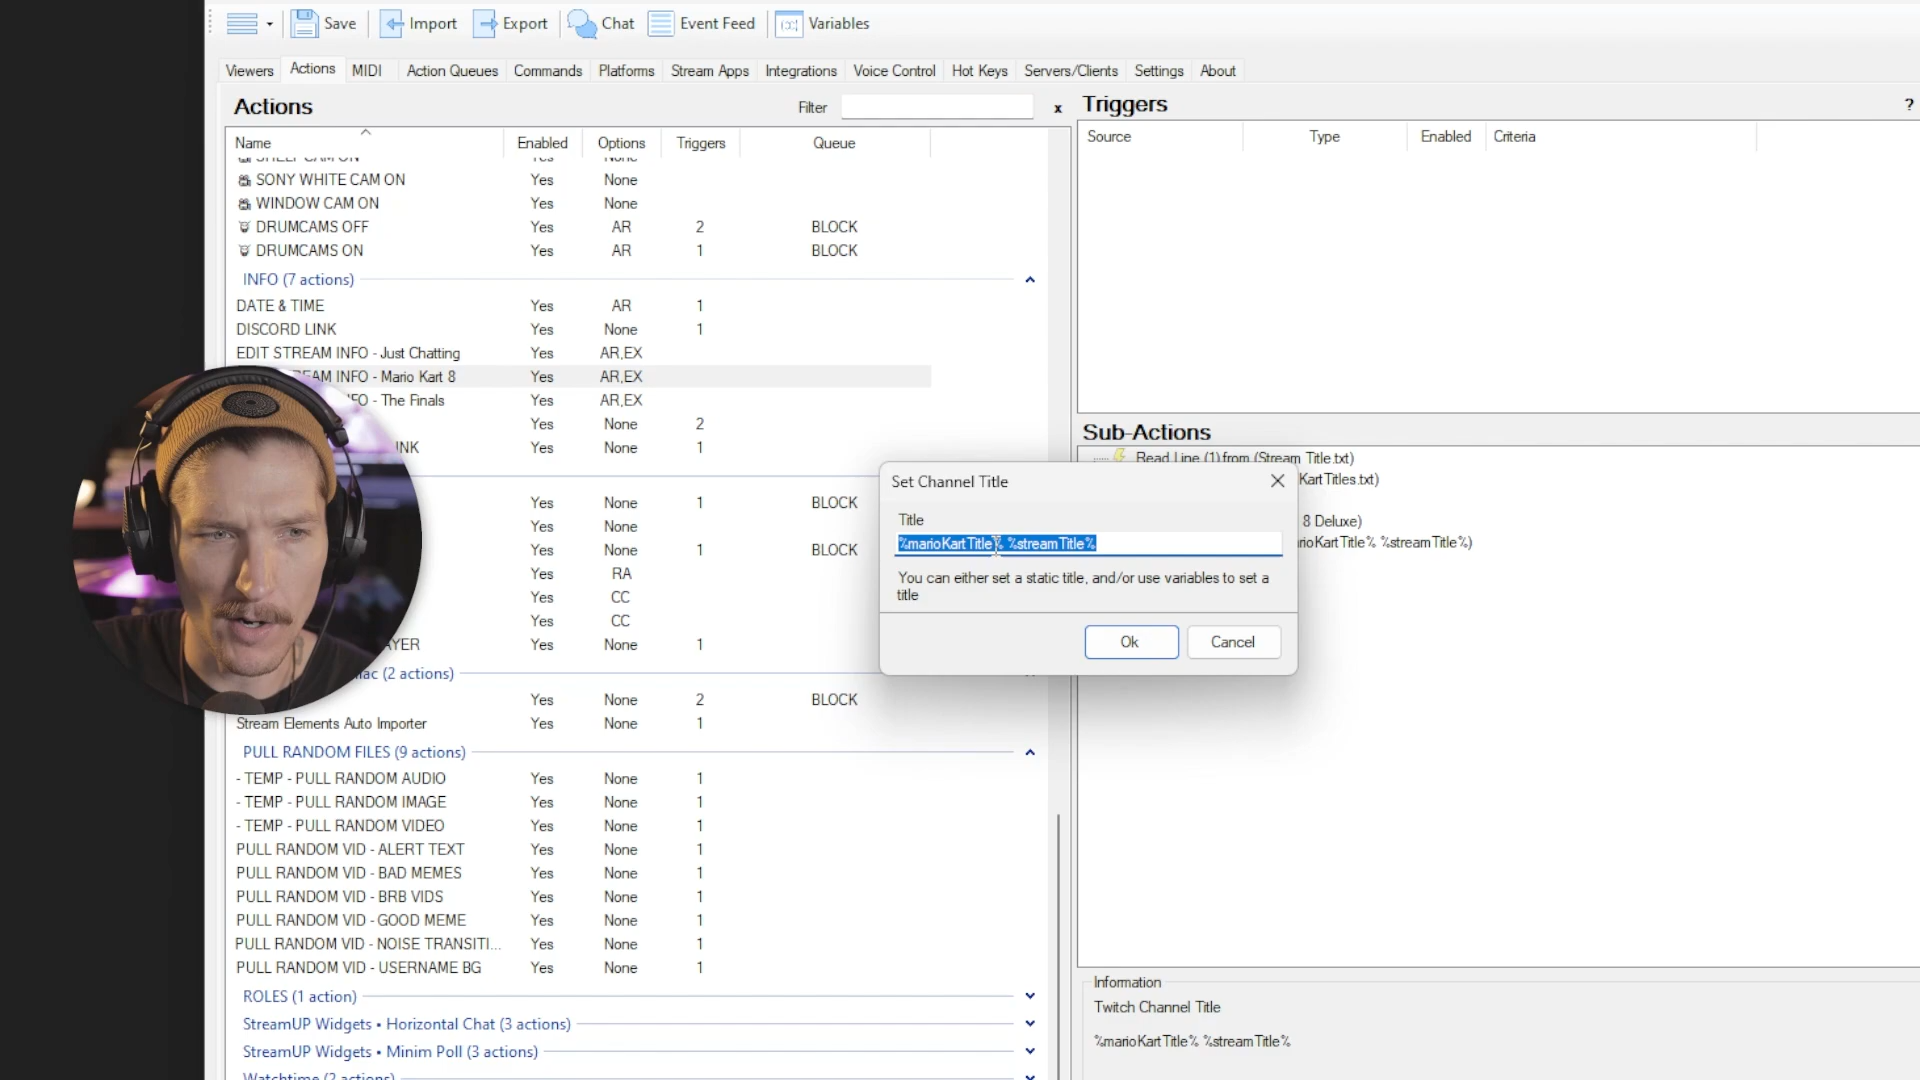 Save Import Export Chat Event Feed Variables
Viewers Actions MIDI Action Queues Commands Platforms Stream Apps Integrations Voice Control Hot Keys Servers/Clients Settings About
Actions Filter x
Name Enabled Options Triggers Queue
SHELF CAM ON Yes None
SONY WHITE CAM ON Yes None
WINDOW CAM ON Yes None
DRUMCAMS OFF Yes AR 2 BLOCK
DRUMCAMS ON Yes AR 1 BLOCK
INFO (7 actions)
DATE & TIME Yes AR 1
DISCORD LINK Yes None 1
EDIT STREAM INFO - Just Chatting Yes AR,EX
EAM INFO - Mario Kart 8 Yes AR,EX
FO - The Finals Yes AR,EX
Yes None 2
INK Yes None 1
Yes None 1 BLOCK
Yes None
Yes None 1 BLOCK
Yes RA
Yes CC
Yes CC
AYER Yes None 1
ac (2 actions)
Yes None 2 BLOCK
Stream Elements Auto Importer Yes None 1
PULL RANDOM FILES (9 actions)
- TEMP - PULL RANDOM AUDIO Yes None 1
- TEMP - PULL RANDOM IMAGE Yes None 1
- TEMP - PULL RANDOM VIDEO Yes None 1
PULL RANDOM VID - ALERT TEXT Yes None 1
PULL RANDOM VID - BAD MEMES Yes None 1
PULL RANDOM VID - BRB VIDS Yes None 1
PULL RANDOM VID - GOOD MEME Yes None 1
PULL RANDOM VID - NOISE TRANSITI... Yes None 1
PULL RANDOM VID - USERNAME BG Yes None 1
ROLES (1 action)
StreamUP Widgets • Horizontal Chat (3 actions)
StreamUP Widgets • Minim Poll (3 actions)
Watchtime (2 actions)
Triggers ?
Source Type Enabled Criteria
Sub-Actions
Read Line (1) from (Stream Title.txt)
KartTitles.txt)
8 Deluxe)
rioKartTitle% %streamTitle%)
Set Channel Title
Title
%marioKartTitle% %streamTitle%
You can either set a static title, and/or use variables to set a
title
Ok Cancel
Information
Twitch Channel Title
%marioKartTitle% %streamTitle%